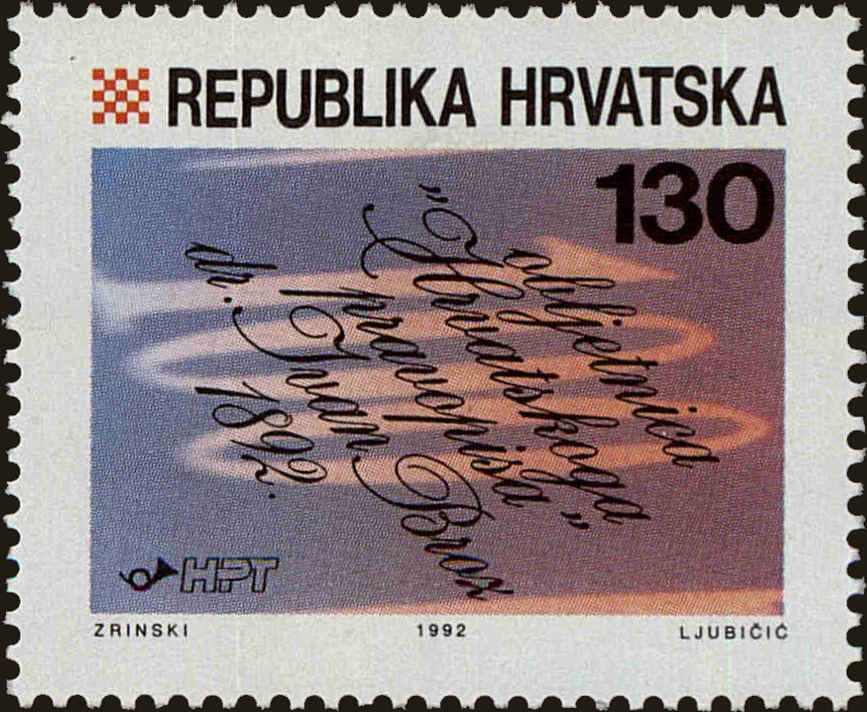 REPUBLIKA HRVATSKA
130
obljetnica
„Hrvatskoga
pravopisa”
dr. Ivan Broz
1892.
HPT
ZRINSKI 1992 LJUBIČIĆ